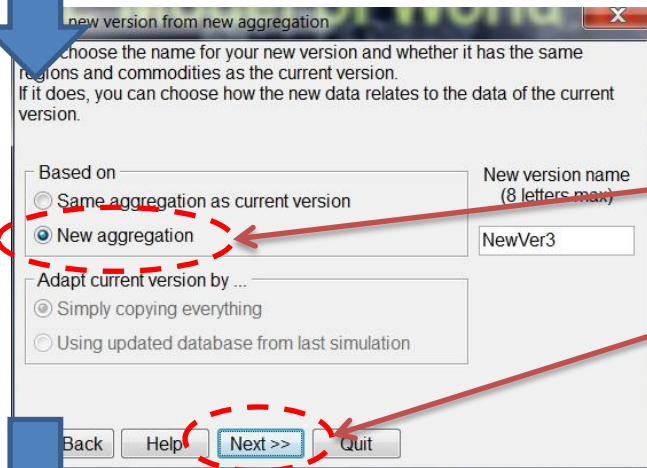 new version from new aggregation
choose the name for your new version and whether it has the same
regions and commodities as the current version.
If it does, you can choose how the new data relates to the data of the current
version.
Based on
Same aggregation as current version
New aggregation
New version name
(8 letters max)
NewVer3
Adapt current version by ...
Simply copying everything
Using updated database from last simulation
Back
Help
Next >>
Quit